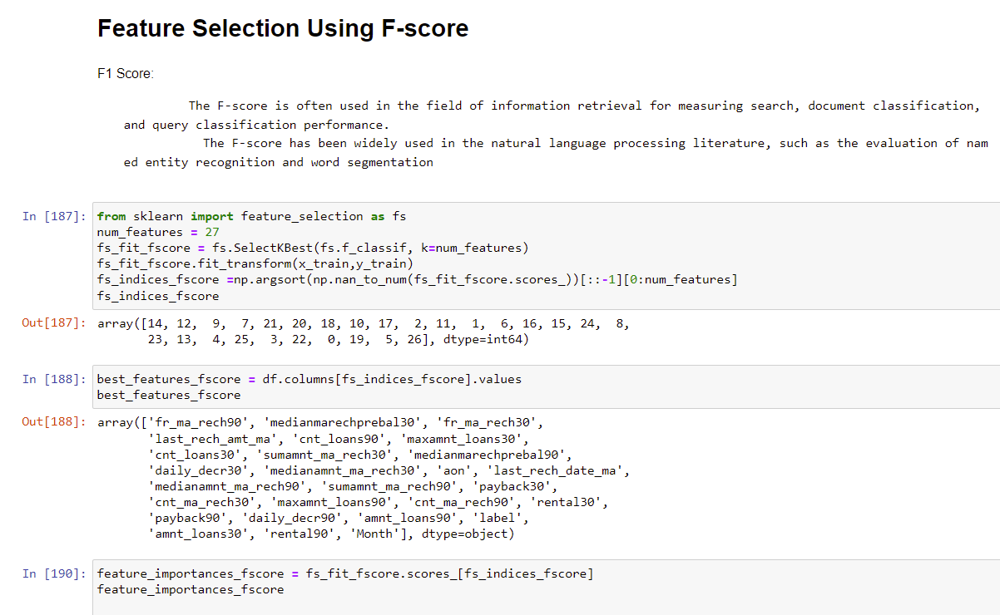 Feature Selection Using F-score
F1 Score:
The F-score is often used in the field of information retrieval for measuring search, document classification,
and query classification performance.
The F-score has been widely used in the natural language processing literature, such as the evaluation of nam
ed entity recognition and word segmentation
In [187]: from sklearn import feature_selection as fs
num_features = 27
fs_fit_fscore = fs.SelectKBest(fs.f_classif, k=num_features)
fs_fit_fscore.fit_transform(x_train,y_train)
fs_indices_fscore =np.argsort(np.nan_to_num(fs_fit_fscore.scores_))[::-1][0:num_features]
fs_indices_fscore
Out[187]: array([14, 12,  9,  7, 21, 20, 18, 10, 17,  2, 11,  1,  6, 16, 15, 24,  8,
23, 13,  4, 25,  3, 22,  0, 19,  5, 26], dtype=int64)
In [188]: best_features_fscore = df.columns[fs_indices_fscore].values
best_features_fscore
Out[188]: array(['fr_ma_rech90', 'medianmarechprebal30', 'fr_ma_rech30',
'last_rech_amt_ma', 'cnt_loans90', 'maxamnt_loans30',
'cnt_loans30', 'sumamnt_ma_rech30', 'medianmarechprebal90',
'daily_decr30', 'medianamnt_ma_rech30', 'aon', 'last_rech_date_ma',
'medianamnt_ma_rech90', 'sumamnt_ma_rech90', 'payback30',
'cnt_ma_rech30', 'maxamnt_loans90', 'cnt_ma_rech90', 'rental30',
'payback90', 'daily_decr90', 'amnt_loans90', 'label',
'amnt_loans30', 'rental90', 'Month'], dtype=object)
In [190]: feature_importances_fscore = fs_fit_fscore.scores_[fs_indices_fscore]
feature_importances_fscore